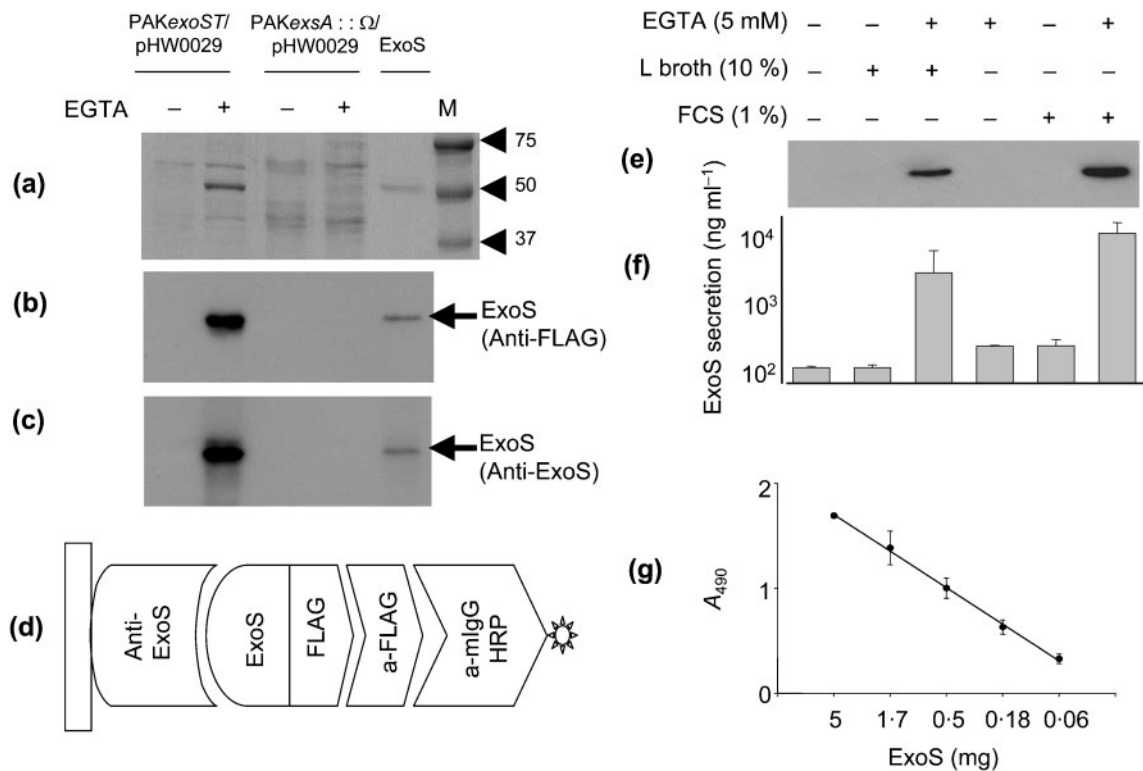 PAKexoST/
pHW0029
PAKexsA : : Ω/
pHW0029
ExoS
EGTA – + – + M
(a)
75
50
37
(b)
ExoS
(Anti-FLAG)
(c)
ExoS
(Anti-ExoS)
(d)
Anti-
ExoS
ExoS
FLAG
a-FLAG
a-mIgG
HRP
EGTA (5 mM) – – + + – +
L broth (10 %) – + + – – –
FCS (1 %) – – – – + +
(e)
(f)
ExoS secretion (ng ml⁻¹)
10⁴
10³
10²
(g)
A₄₉₀
2
1
0
5 1·7 0·5 0·18 0·06
ExoS (mg)